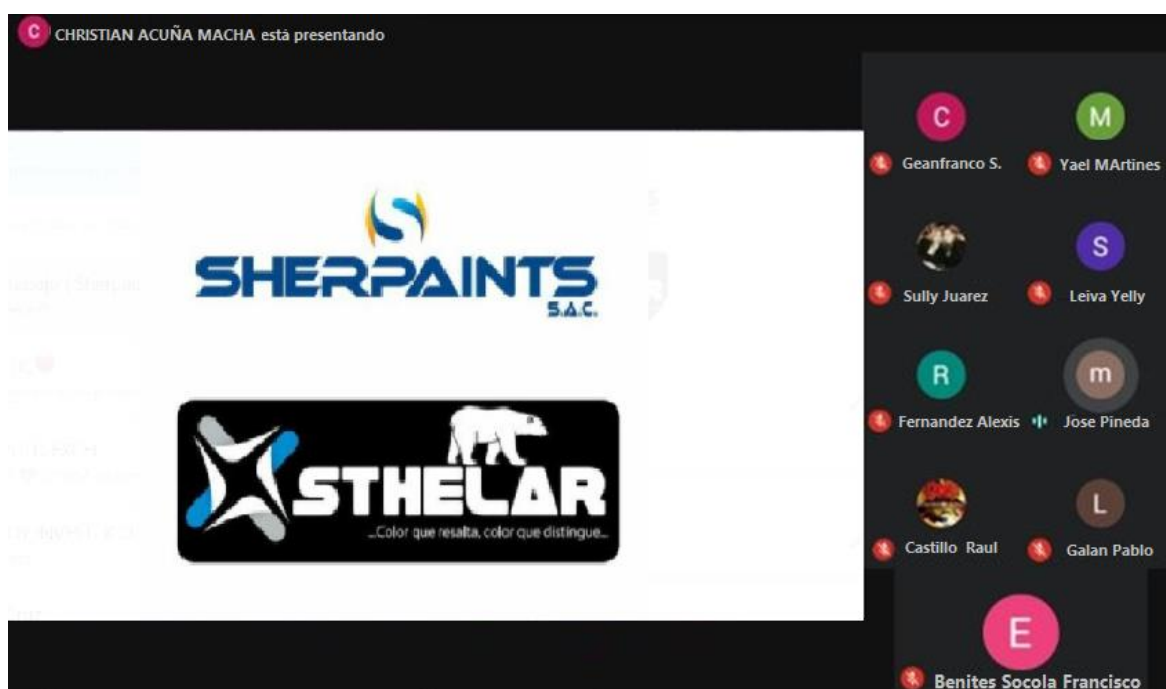 C CHRISTIAN ACUÑA MACHA está presentando
SHERPAINTS
S.A.C.
STHELAR
...Color que resalta, color que distingue...
C
M
Geanfranco S.
Yael MArtines
S
Sully Juarez
Leiva Yelly
R
m
Fernandez Alexis
Jose Pineda
L
Castillo Raul
Galan Pablo
E
Benites Socola Francisco